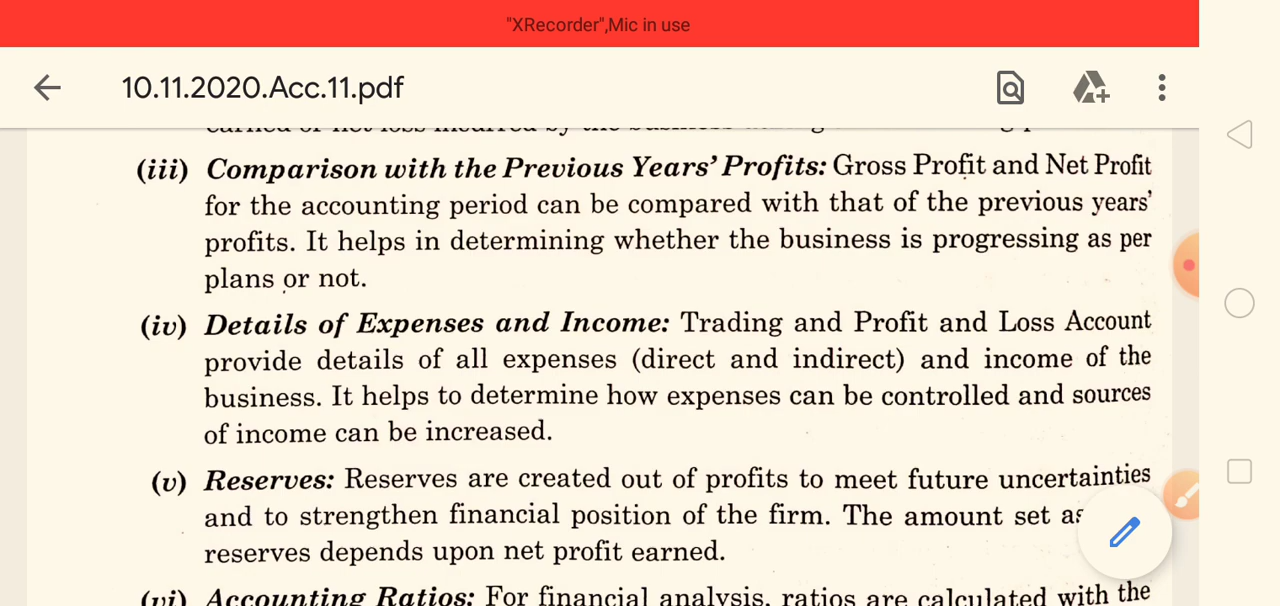 "XRecorder",Mic in use
10.11.2020.Acc.11.pdf
(iii) Comparison with the Previous Years' Profits: Gross Profit and Net Profit
for the accounting period can be compared with that of the previous years'
profits. It helps in determining whether the business is progressing as per
plans or not.
(iv) Details of Expenses and Income: Trading and Profit and Loss Account
provide details of all expenses (direct and indirect) and income of the
business. It helps to determine how expenses can be controlled and sources
of income can be increased.
(v) Reserves: Reserves are created out of profits to meet future uncertainties
and to strengthen financial position of the firm. The amount set as
reserves depends upon net profit earned.
(vi) Accounting Ratios: For financial analysis, ratios are calculated with the